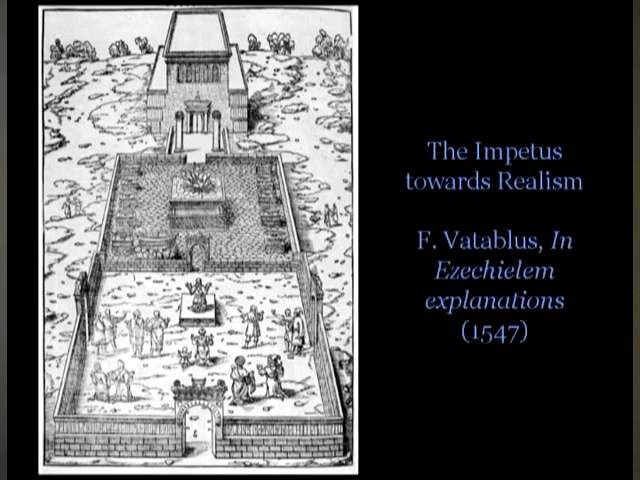 The Impetus
towards Realism
F. Vatablus, In
Ezechielem
explanations
(1547)